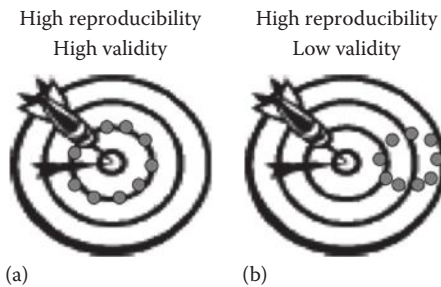 High reproducibility
High validity
High reproducibility
Low validity
(a)
(b)